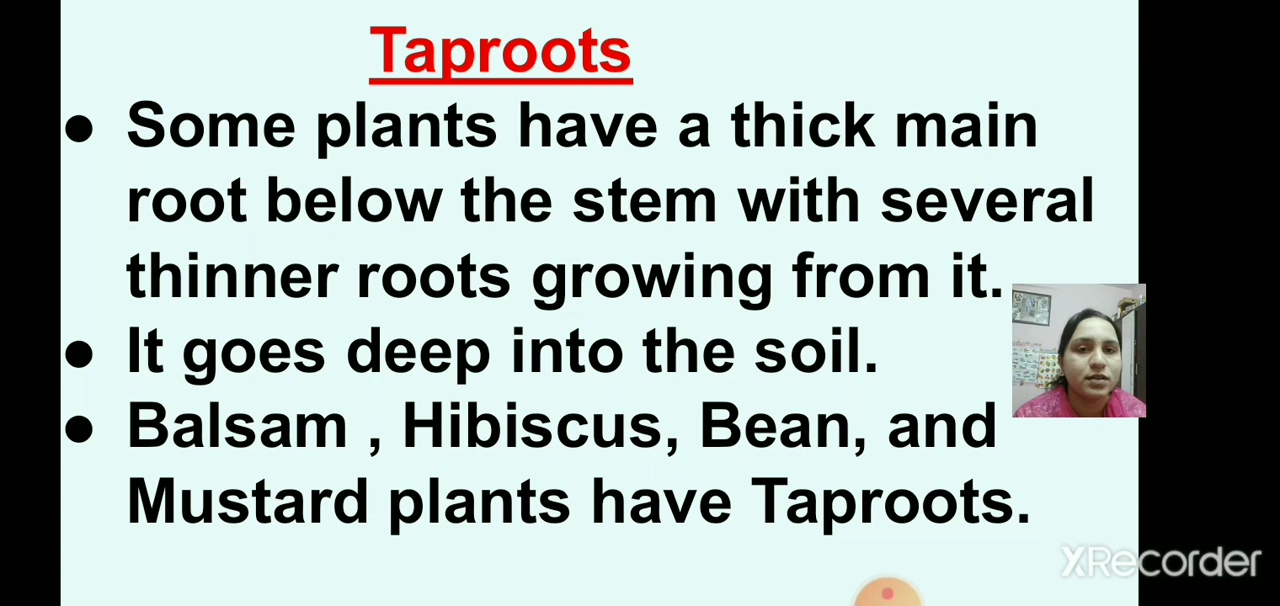 Taproots
● Some plants have a thick main
root below the stem with several
thinner roots growing from it.
● It goes deep into the soil.
● Balsam , Hibiscus, Bean, and
Mustard plants have Taproots.
XRecorder